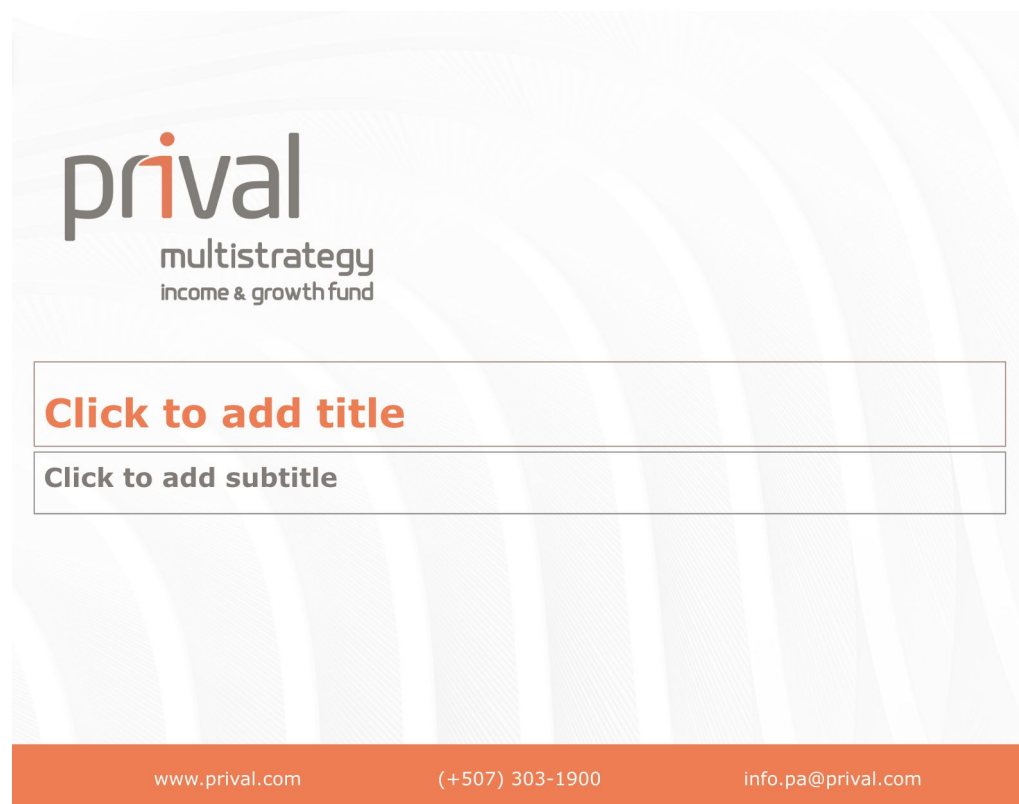 prival
multistrategy
income & growth fund
Click to add title
Click to add subtitle
www.prival.com (+507) 303-1900 info.pa@prival.com